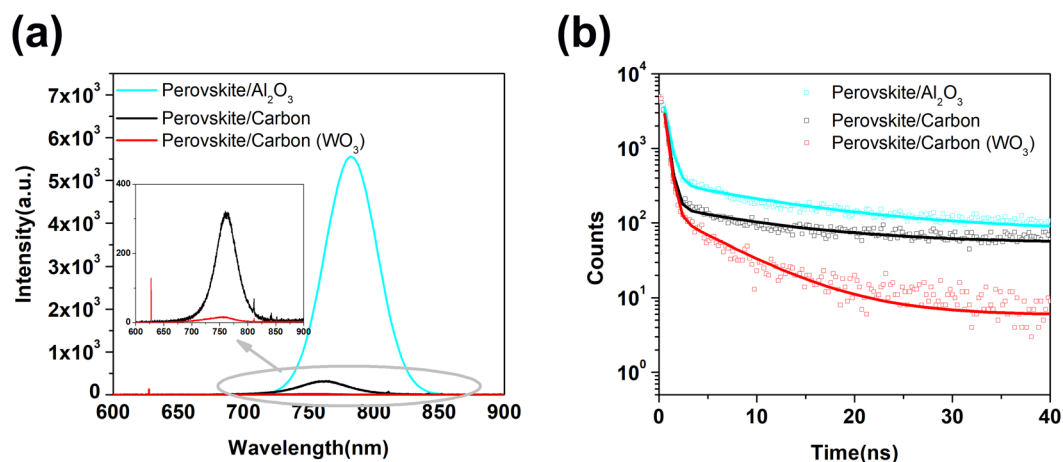 (a)
7x10³
6x10³
5x10³
4x10³
3x10³
2x10³
1x10³
0
Intensity(a.u.)
Perovskite/Al₂O₃
Perovskite/Carbon
Perovskite/Carbon (WO₃)
400
300
200
100
0
600 650 700 750 800 850 900
600 700 750 800 850 900
Wavelength(nm)
(b)
10⁴
10³
10²
10¹
10⁰
Counts
Perovskite/Al₂O₃
Perovskite/Carbon
Perovskite/Carbon (WO₃)
0 10 20 30 40
Time(ns)